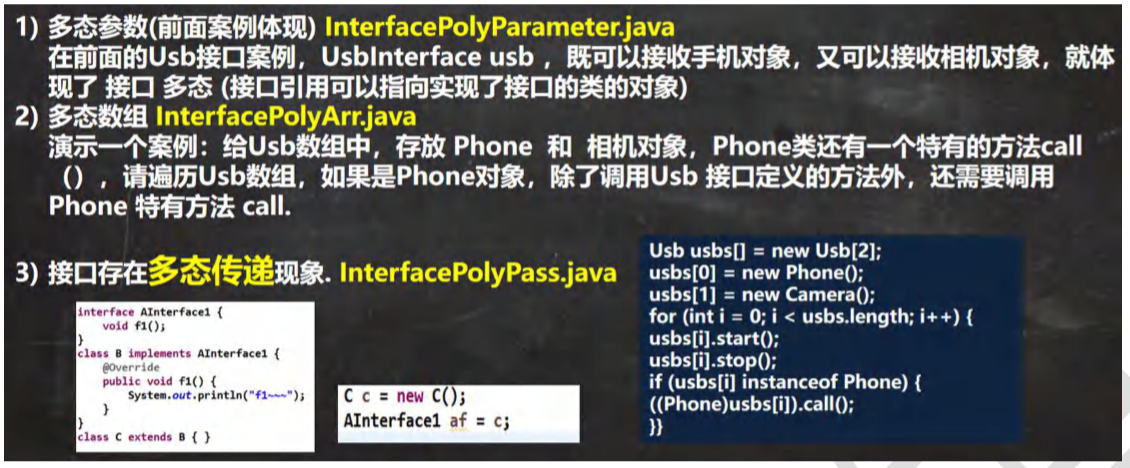 1) 多态参数(前面案例体现) InterfacePolyParameter.java
在前面的Usb接口案例，UsbInterface usb ，既可以接收手机对象，又可以接收相机对象，就体
现了 接口 多态 (接口引用可以指向实现了接口的类的对象)
2) 多态数组 InterfacePolyArr.java
演示一个案例：给Usb数组中，存放 Phone 和 相机对象，Phone类还有一个特有的方法call
（），请遍历Usb数组，如果是Phone对象，除了调用Usb 接口定义的方法外，还需要调用
Phone 特有方法 call.
3) 接口存在多态传递现象. InterfacePolyPass.java
interface AInterface1 {
void f1();
}
class B implements AInterface1 {
@Override
public void f1() {
System.out.println("f1~~~");
}
}
class C extends B { }
C c = new C();
AInterface1 af = c;
Usb usbs[] = new Usb[2];
usbs[0] = new Phone();
usbs[1] = new Camera();
for (int i = 0; i < usbs.length; i++) {
usbs[i].start();
usbs[i].stop();
if (usbs[i] instanceof Phone) {
((Phone)usbs[i]).call();
}}